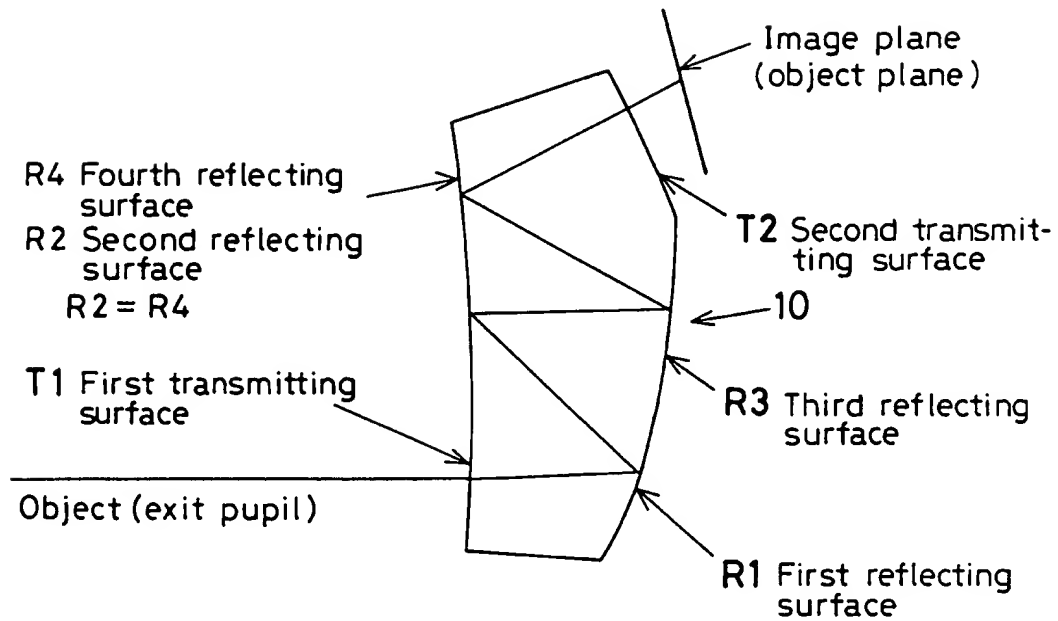 Image plane
(object plane)
R4 Fourth reflecting
surface
R2 Second reflecting
surface
R2 = R4
T2 Second transmit-
ting surface
10
T1 First transmitting
surface
R3 Third reflecting
surface
Object (exit pupil)
R1 First reflecting
surface